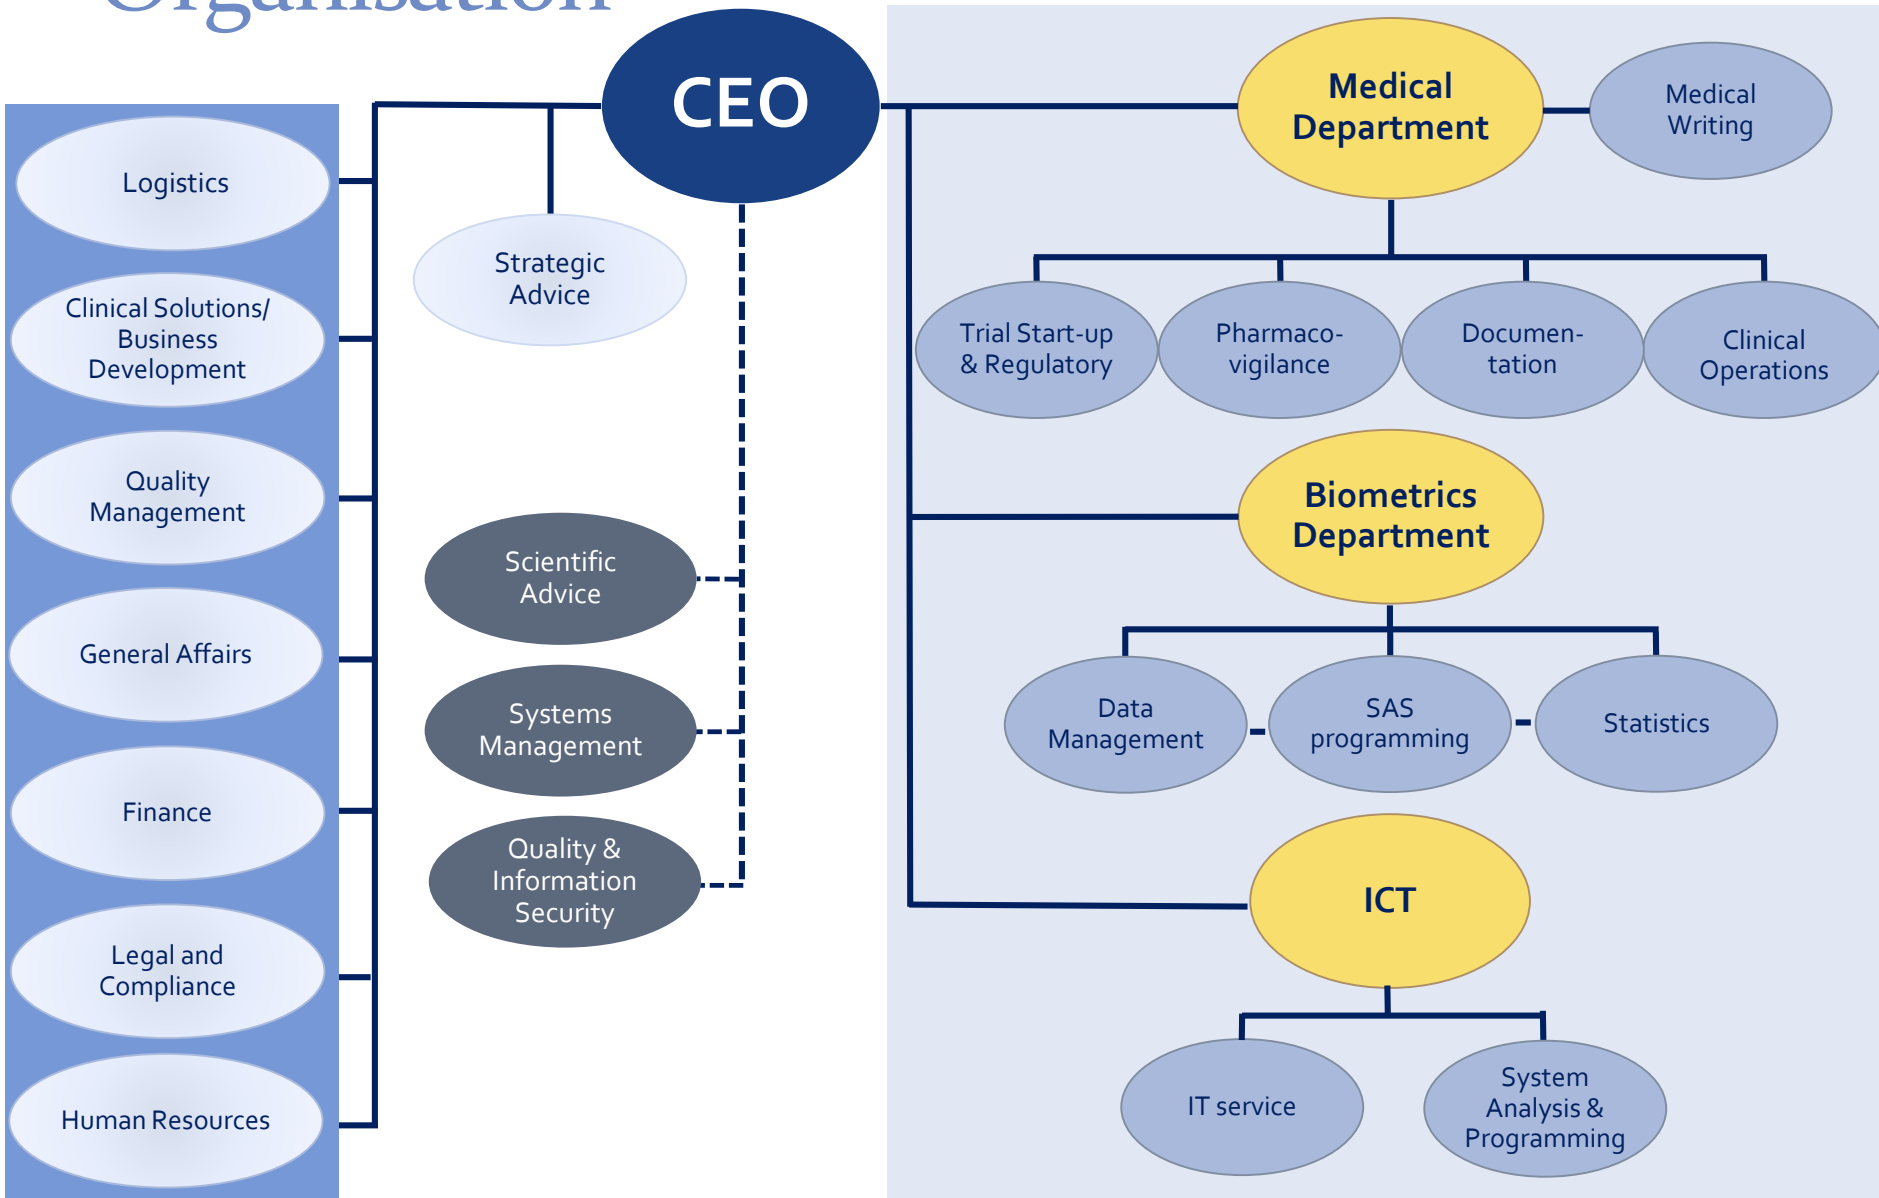 Organisation
CEO
Logistics
Clinical Solutions/
Business
Development
Quality
Management
General Affairs
Finance
Legal and
Compliance
Human Resources
Strategic
Advice
Scientific
Advice
Systems
Management
Quality &
Information
Security
Medical
Department
Medical
Writing
Trial Start-up
& Regulatory
Pharmaco-
vigilance
Documen-
tation
Clinical
Operations
Biometrics
Department
Data
Management
SAS
programming
Statistics
ICT
IT service
System
Analysis &
Programming